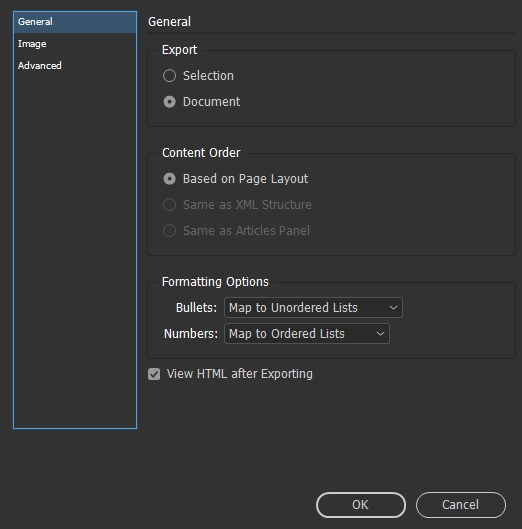 General
Image
Advanced
General
Export
Selection
Document
Content Order
Based on Page Layout
Same as XML Structure
Same as Articles Panel
Formatting Options
Bullets: Map to Unordered Lists
Numbers: Map to Ordered Lists
View HTML after Exporting
OK Cancel